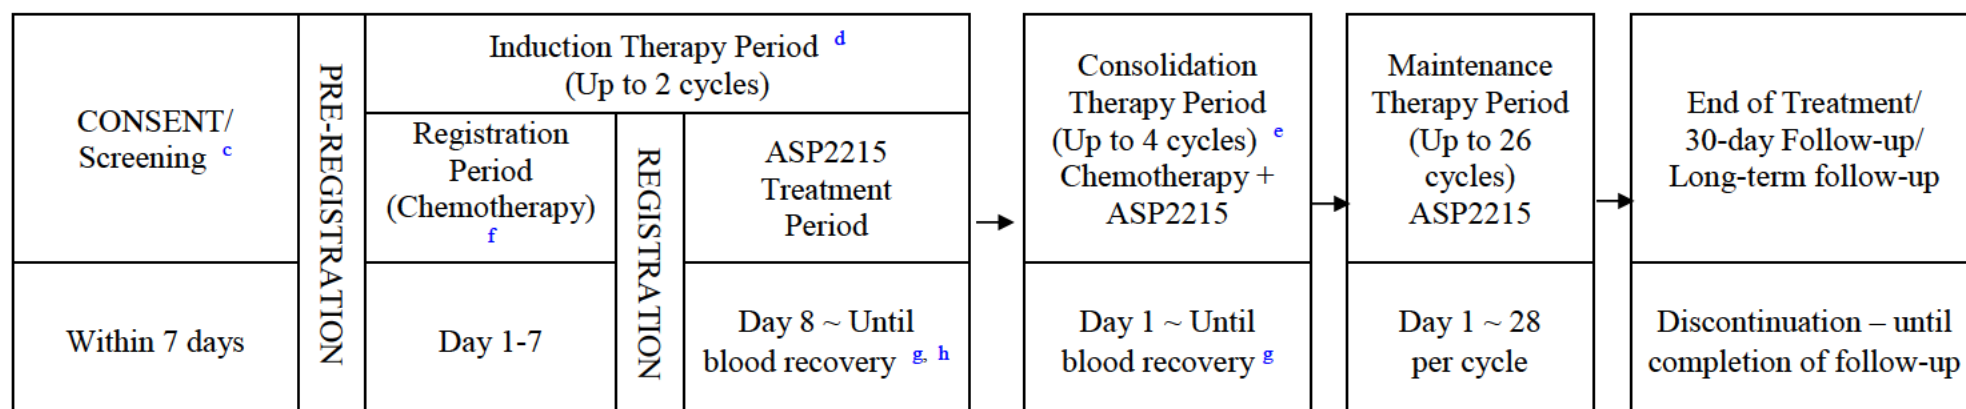 CONSENT/
Screening c
PRE-REGISTRATION
Induction Therapy Period d
(Up to 2 cycles)
Registration
Period
(Chemotherapy)
f
REGISTRATION
ASP2215
Treatment
Period
Consolidation
Therapy Period
(Up to 4 cycles) e
Chemotherapy +
ASP2215
Maintenance
Therapy Period
(Up to 26
cycles)
ASP2215
End of Treatment/
30-day Follow-up/
Long-term follow-up
Within 7 days
Day 1-7
Day 8 ~ Until
blood recovery g, h
Day 1 ~ Until
blood recovery g
Day 1 ~ 28
per cycle
Discontinuation – until
completion of follow-up